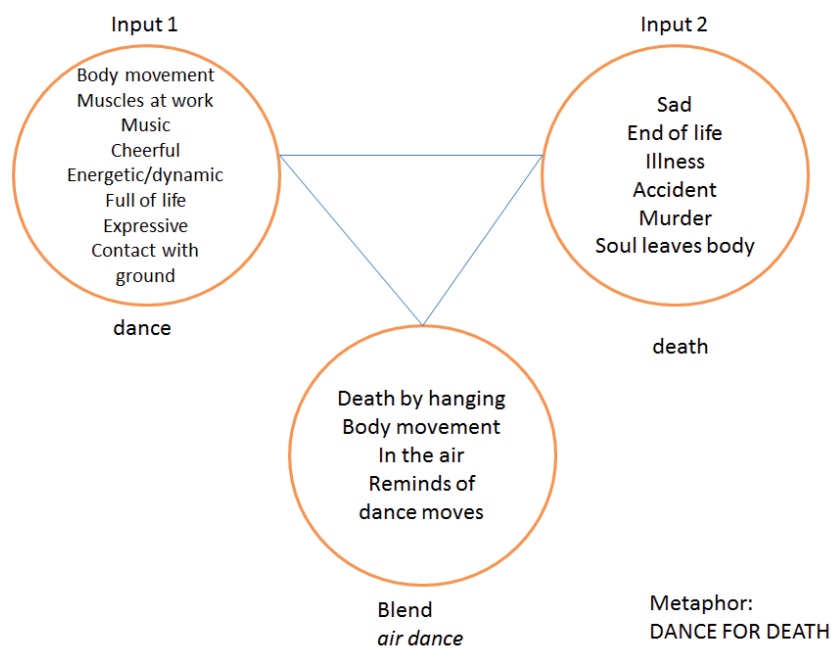 Input 1
Body movement
Muscles at work
Music
Cheerful
Energetic/dynamic
Full of life
Expressive
Contact with
ground
dance
Input 2
Sad
End of life
Illness
Accident
Murder
Soul leaves body
death
Death by hanging
Body movement
In the air
Reminds of
dance moves
Blend
air dance
Metaphor:
DANCE FOR DEATH